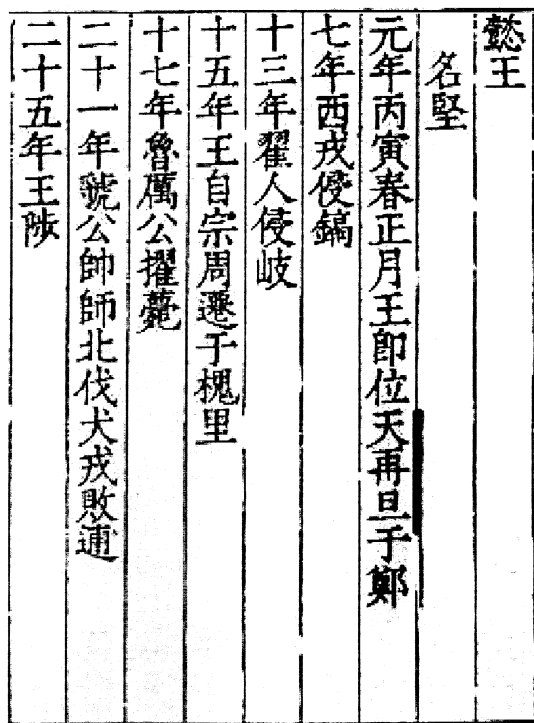 懿王
名堅
元年丙寅春正月王即位天再旦于鄭
七年西戎侵鎬
十三年翟人侵岐
十五年王自宗周遷于槐里
十七年魯厲公擢薨
二十一年虢公帥師北伐犬戎敗逋
二十五年王陟